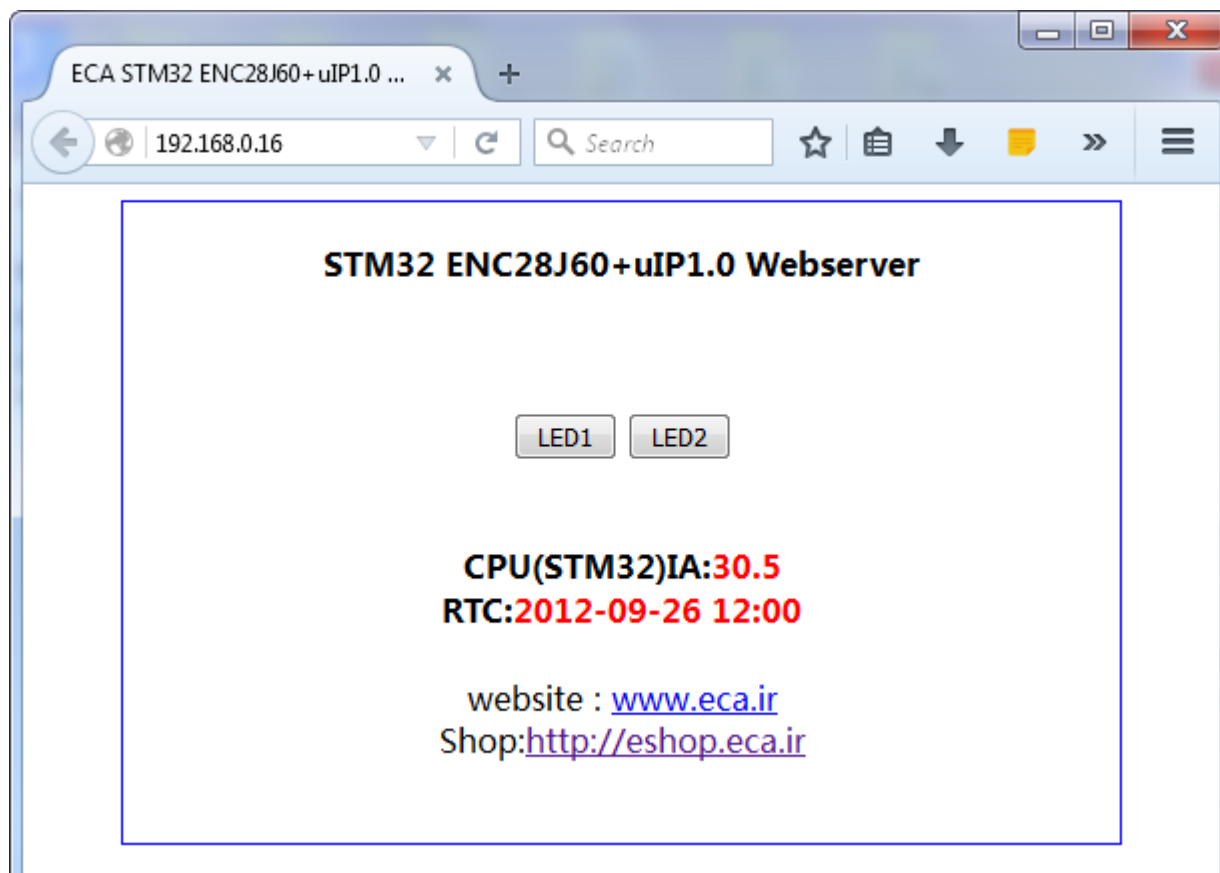 ECA STM32 ENC28J60+uIP1.0 ...
192.168.0.16
Search
STM32 ENC28J60+uIP1.0 Webserver
LED1 LED2
CPU(STM32)IA:30.5
RTC:2012-09-26 12:00
website : www.eca.ir
Shop:http://eshop.eca.ir